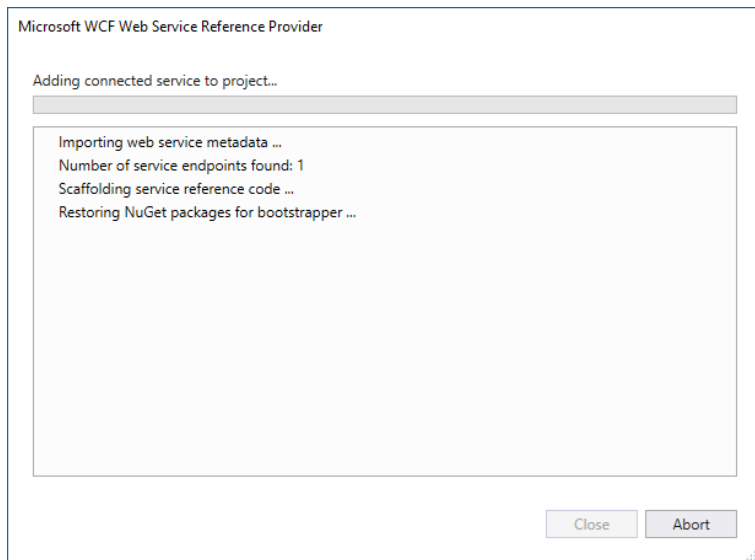 Microsoft WCF Web Service Reference Provider
Adding connected service to project...
Importing web service metadata ...
Number of service endpoints found: 1
Scaffolding service reference code ...
Restoring NuGet packages for bootstrapper ...
Close
Abort